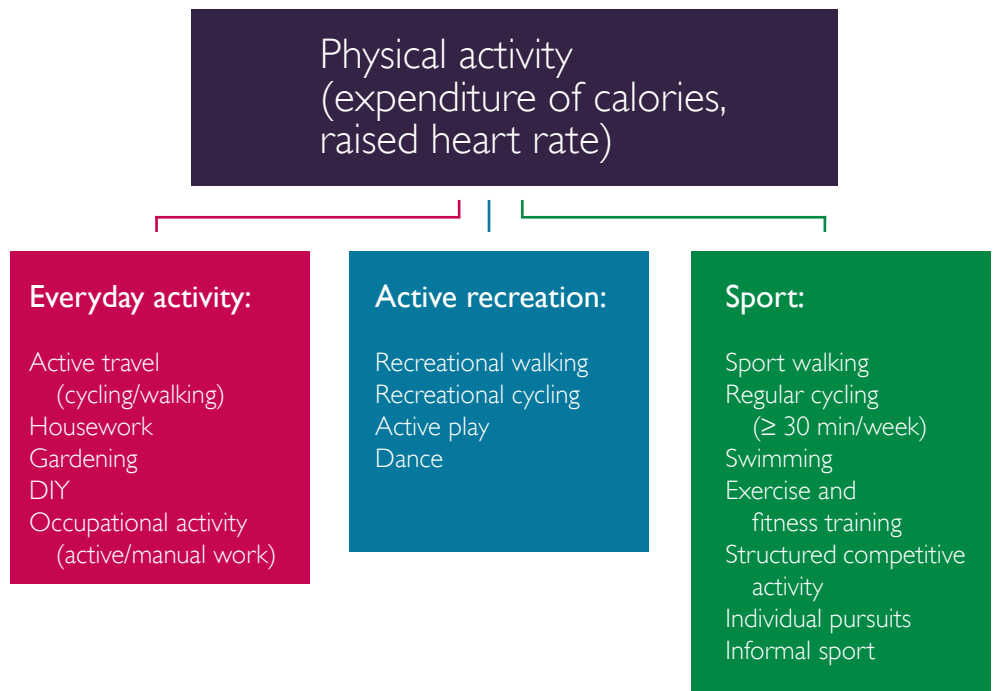 Physical activity
(expenditure of calories,
raised heart rate)
Everyday activity:
Active travel
(cycling/walking)
Housework
Gardening
DIY
Occupational activity
(active/manual work)
Active recreation:
Recreational walking
Recreational cycling
Active play
Dance
Sport:
Sport walking
Regular cycling
(≥ 30 min/week)
Swimming
Exercise and
fitness training
Structured competitive
activity
Individual pursuits
Informal sport